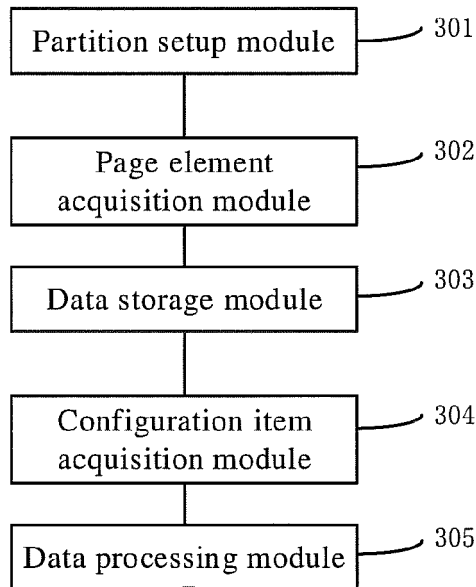 Partition setup module
301
Page element
acquisition module
302
Data storage module
303
Configuration item
acquisition module
304
Data processing module
305